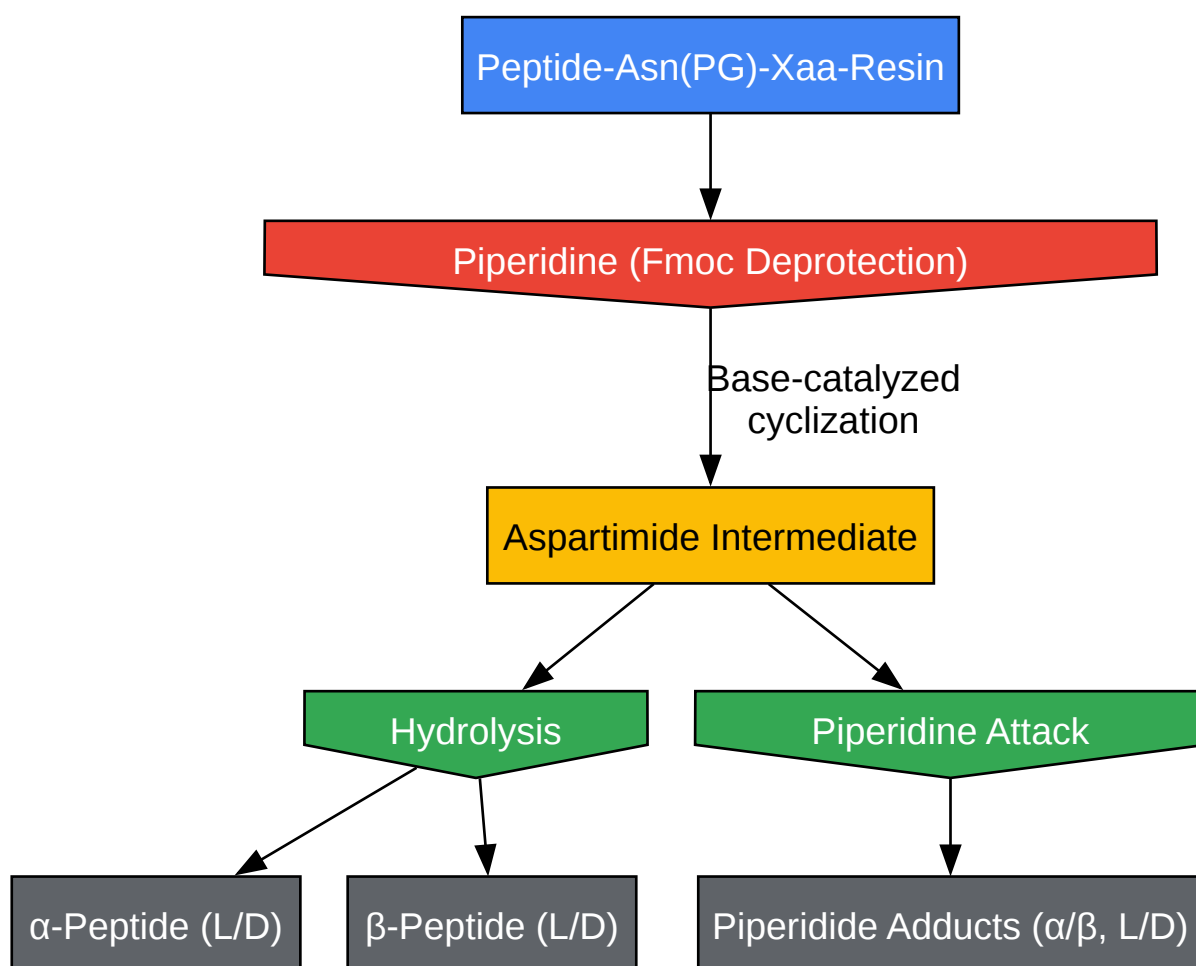 Peptide-Asn(PG)-Xaa-Resin
Piperidine (Fmoc Deprotection)
Base-catalyzed
cyclization
Aspartimide Intermediate
Hydrolysis
Piperidine Attack
α-Peptide (L/D)
β-Peptide (L/D)
Piperidide Adducts (α/β, L/D)